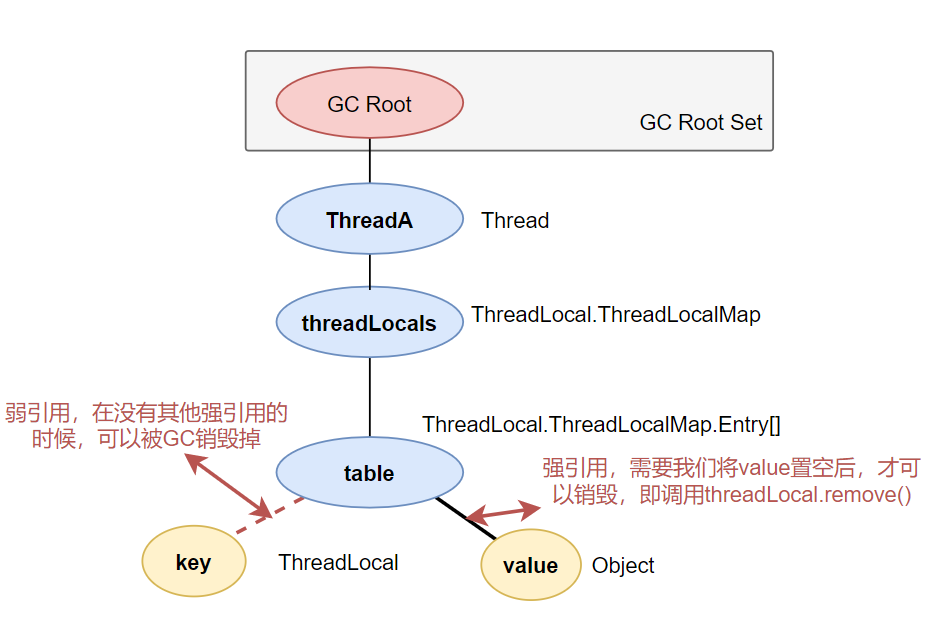 GC Root
GC Root Set
ThreadA
Thread
threadLocals
ThreadLocal.ThreadLocalMap
弱引用，在没有其他强引用的
时候，可以被GC销毁掉
ThreadLocal.ThreadLocalMap.Entry[]
table
强引用，需要我们将value置空后，才可
以销毁，即调用threadLocal.remove()
key
ThreadLocal
value
Object